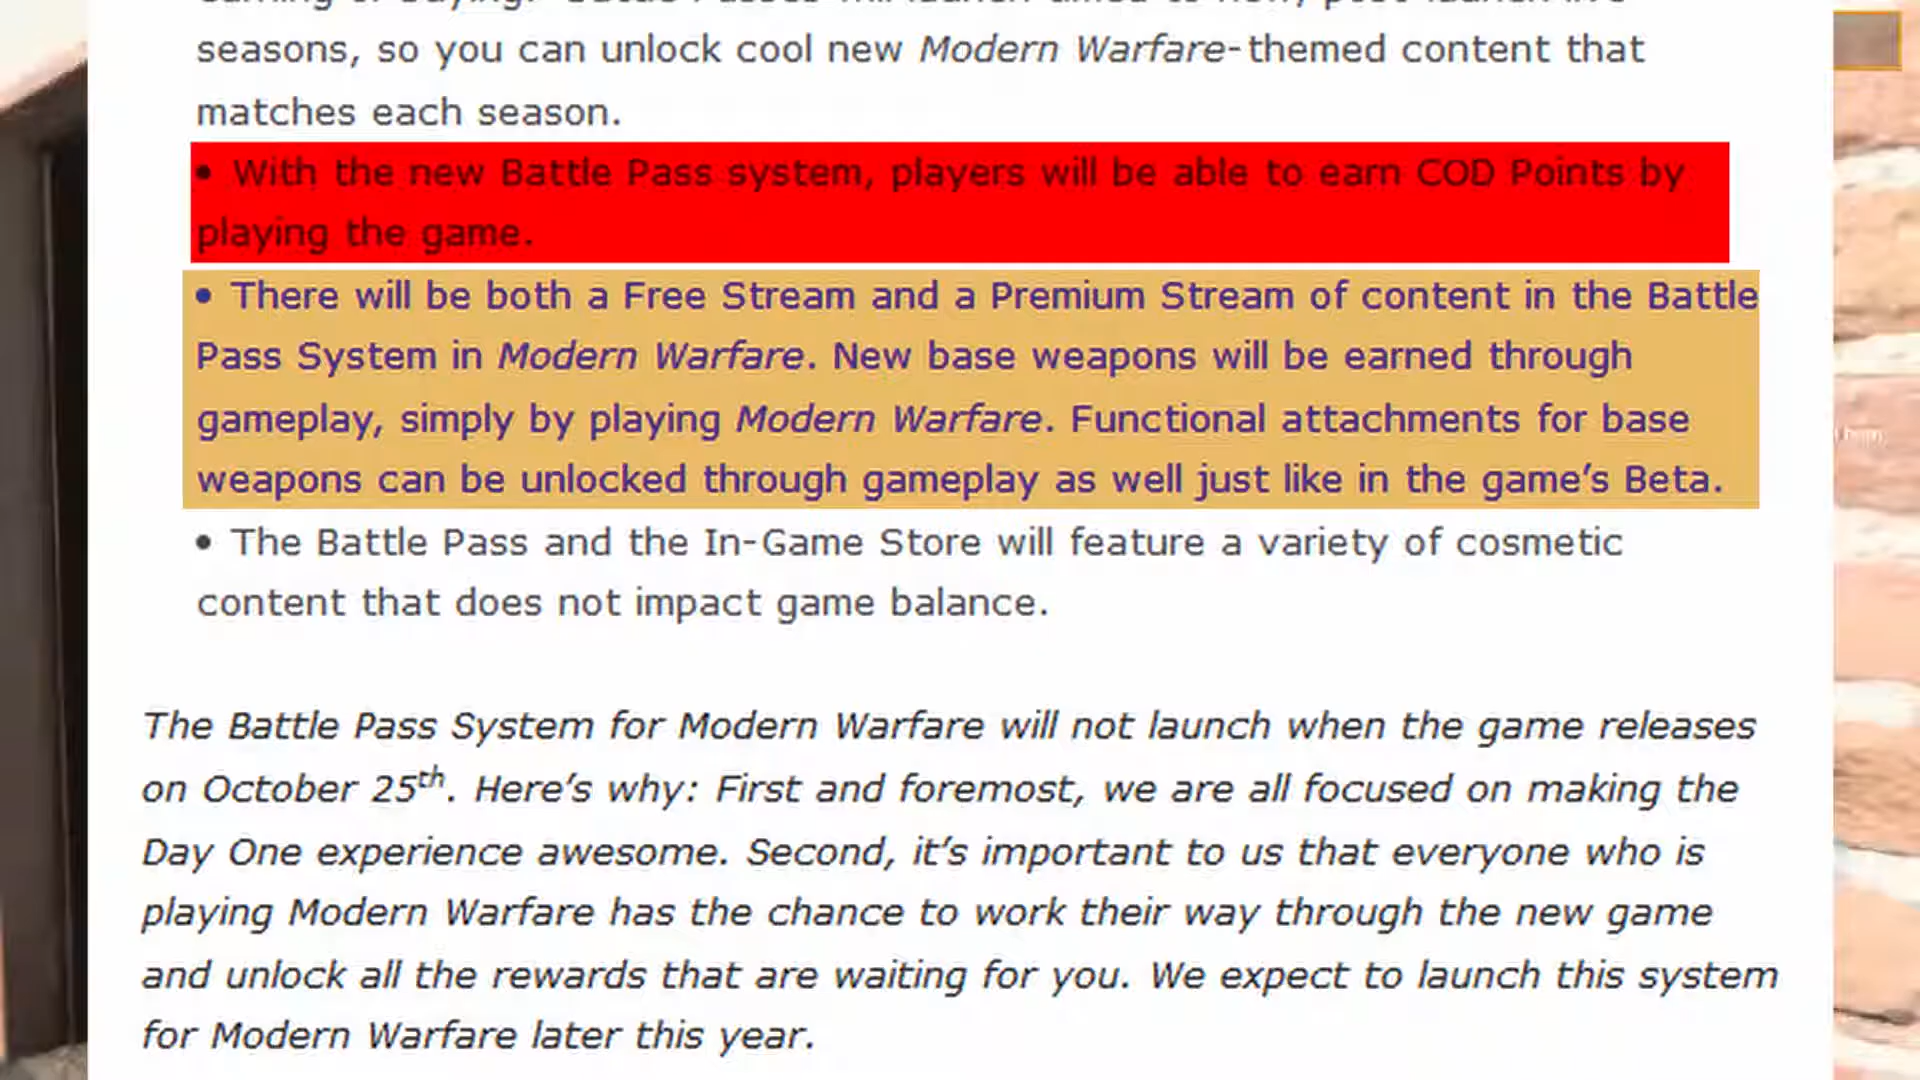 seasons, so you can unlock cool new Modern Warfare-themed content that
matches each season.
• With the new Battle Pass system, players will be able to earn COD Points by
playing the game.
• There will be both a Free Stream and a Premium Stream of content in the Battle
Pass System in Modern Warfare. New base weapons will be earned through
gameplay, simply by playing Modern Warfare. Functional attachments for base
weapons can be unlocked through gameplay as well just like in the game’s Beta.
• The Battle Pass and the In-Game Store will feature a variety of cosmetic
content that does not impact game balance.
The Battle Pass System for Modern Warfare will not launch when the game releases
on October 25th. Here’s why: First and foremost, we are all focused on making the
Day One experience awesome. Second, it’s important to us that everyone who is
playing Modern Warfare has the chance to work their way through the new game
and unlock all the rewards that are waiting for you. We expect to launch this system
for Modern Warfare later this year.